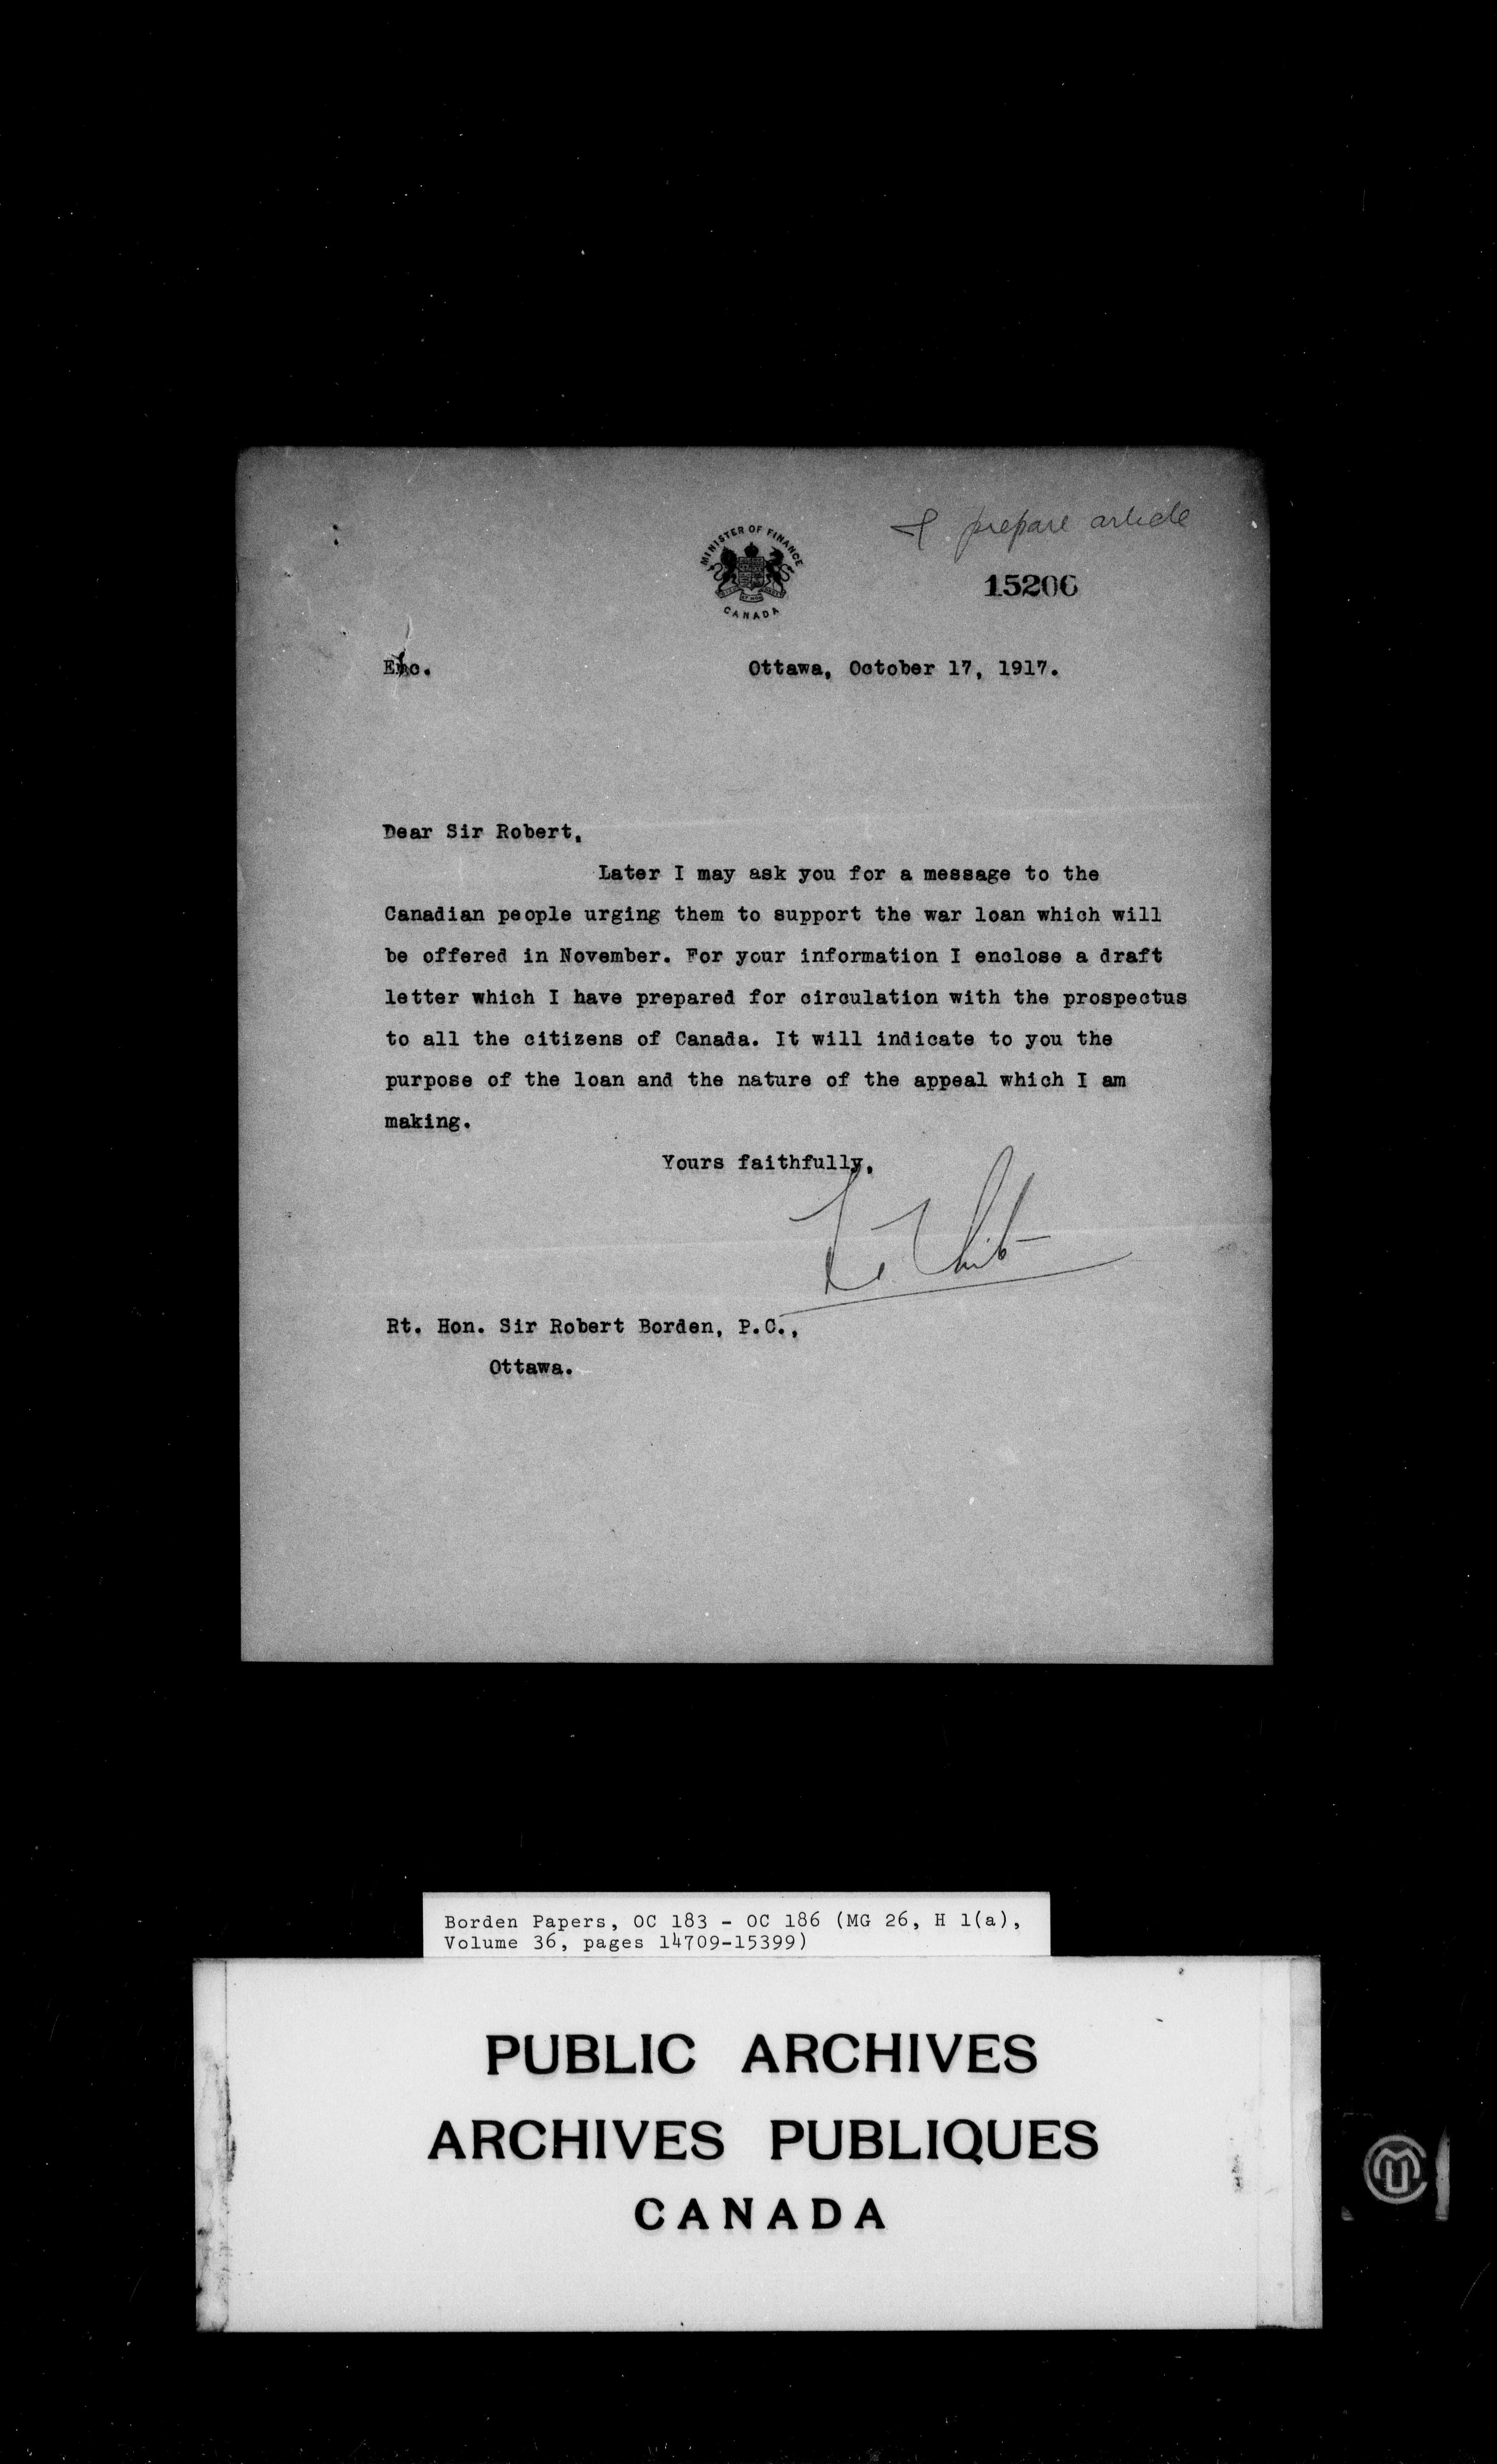 prepare article
MINISTER OF FINANCE
CANADA
15206
Enc.
Ottawa, October 17, 1917.
Dear Sir Robert,
Later I may ask you for a message to the
Canadian people urging them to support the war loan which will
be offered in November. For your information I enclose a draft
letter which I have prepared for circulation with the prospectus
to all the citizens of Canada. It will indicate to you the
purpose of the loan and the nature of the appeal which I am
making.
Yours faithfully,
Rt. Hon. Sir Robert Borden, P.C.,
Ottawa.
Borden Papers, OC 183 - OC 186 (MG 26, H 1(a),
Volume 36, pages 14709-15399)
PUBLIC ARCHIVES
ARCHIVES PUBLIQUES
CANADA